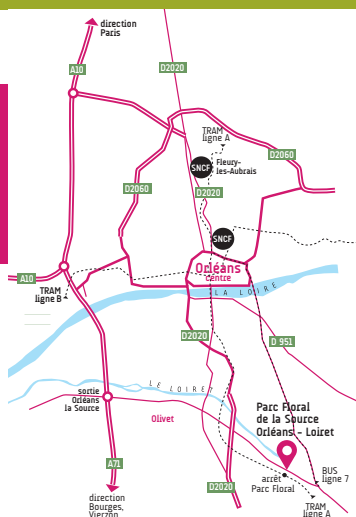 direction
Paris
A10
D2020
TRAM
ligne A
SNCF
Fleury-
les-Aubrais
D2060
D2060
D2020
SNCF
Orléans
Centre
A10
TRAM
ligne B
LA LOIRE
D2020
D 951
sortie
Orléans
la Source
LE LOIRET
Olivet
Parc Floral
de la Source
Orléans - Loiret
A71
arrêt
Parc Floral
BUS
ligne 7
D2020
direction
Bourges,
Vierzon
TRAM
ligne A